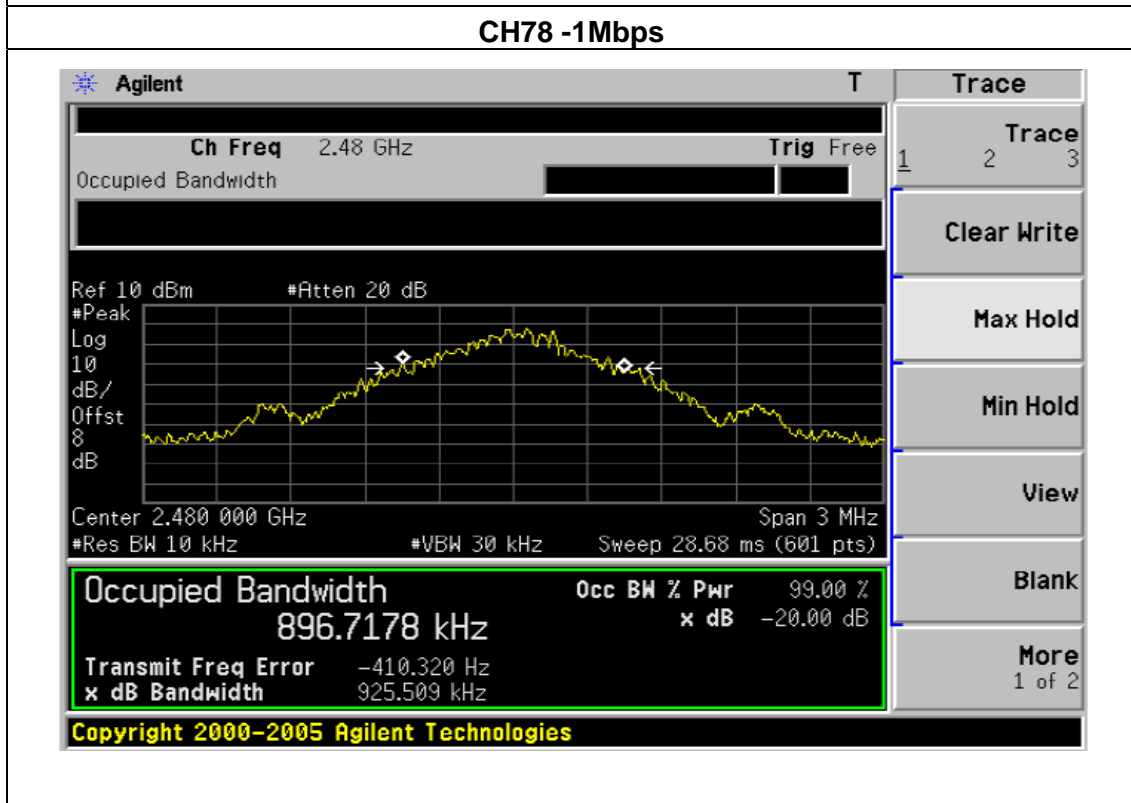 CH78 -1Mbps
Agilent T Trace
Ch Freq 2.48 GHz Trig Free
Occupied Bandwidth
Trace
1 2 3
Clear Write
Max Hold
Min Hold
View
Blank
More
1 of 2
Ref 10 dBm #Atten 20 dB
#Peak
Log
10
dB/
Offst
8
dB
Center 2.480 000 GHz Span 3 MHz
#Res BW 10 kHz #VBW 30 kHz Sweep 28.68 ms (601 pts)
Occupied Bandwidth Occ BW % Pwr 99.00 %
896.7178 kHz x dB -20.00 dB
Transmit Freq Error -410.320 Hz
x dB Bandwidth 925.509 kHz
Copyright 2000-2005 Agilent Technologies